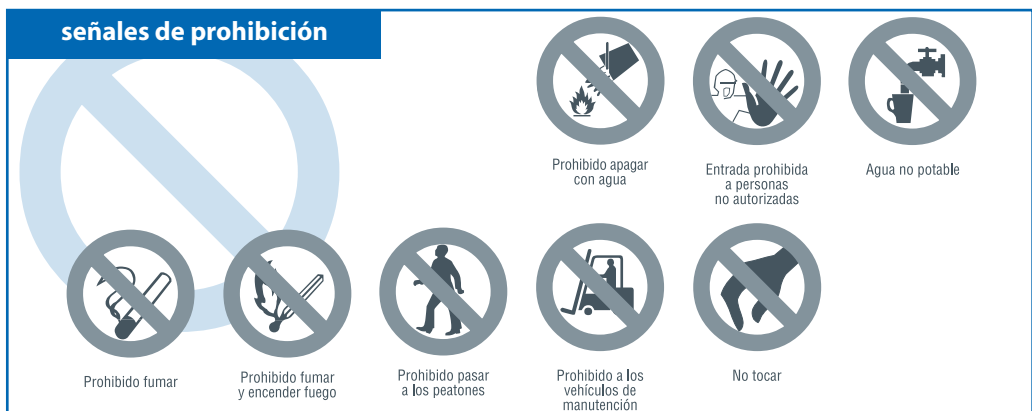 señales de prohibición
Prohibido apagar
con agua
Entrada prohibida
a personas
no autorizadas
Agua no potable
Prohibido fumar
Prohibido fumar
y encender fuego
Prohibido pasar
a los peatones
Prohibido a los
vehículos de
manutención
No tocar